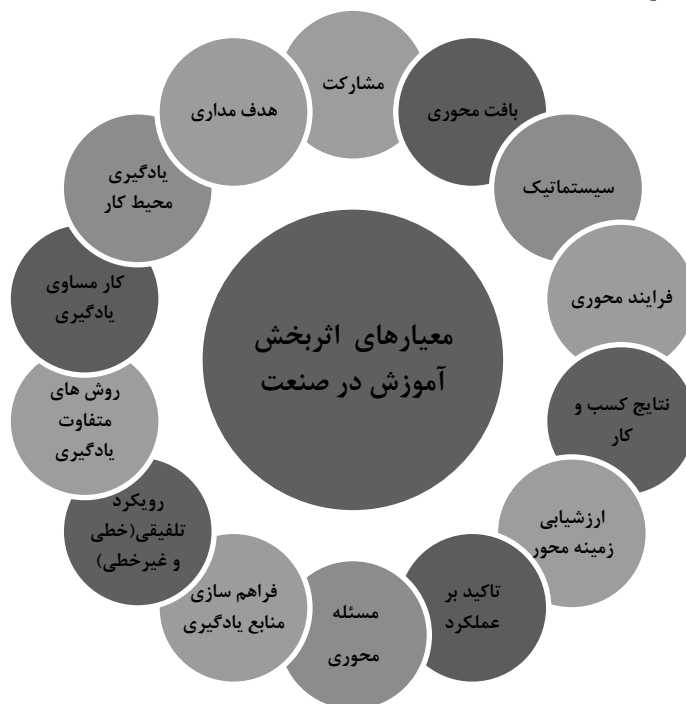 مشارکت
بافت محوری
سیستماتیک
فرایند محوری
نتایج کسب و
کار
ارزشیابی
زمینه محور
تاکید بر
عملکرد
مسئله
محوری
فراهم سازی
منابع یادگیری
رویکرد
تلفیقی(خطی
و غیرخطی)
روش های
متفاوت
یادگیری
کار مساوی
یادگیری
یادگیری
محیط کار
هدف مداری
معیارهای اثربخش
آموزش در صنعت